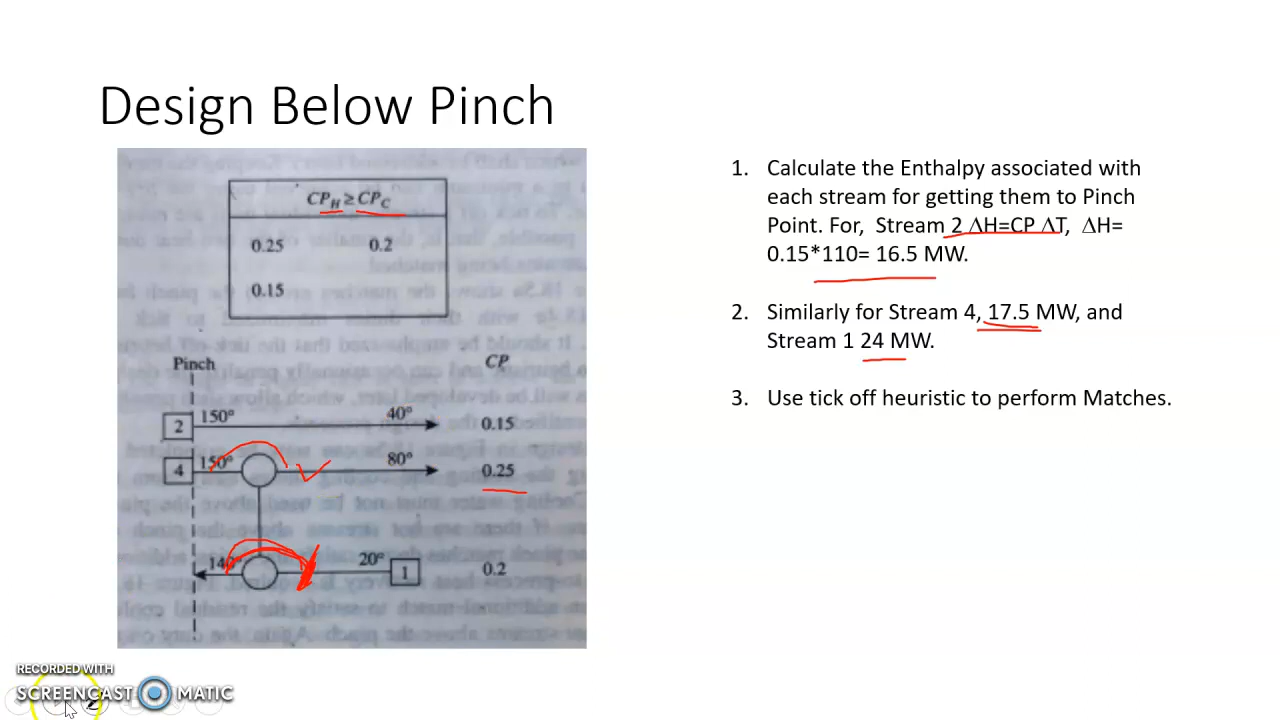 Design Below Pinch
CP_H ≥ CP_C
0.25 0.2
0.15
Pinch CP
2 150° 40° 0.15
4 150° 80° 0.25
140° 20° 1 0.2
1. Calculate the Enthalpy associated with
each stream for getting them to Pinch
Point. For, Stream 2 ΔH=CP ΔT, ΔH=
0.15*110= 16.5 MW.
2. Similarly for Stream 4, 17.5 MW, and
Stream 1 24 MW.
3. Use tick off heuristic to perform Matches.
RECORDED WITH
SCREENCAST MATIC